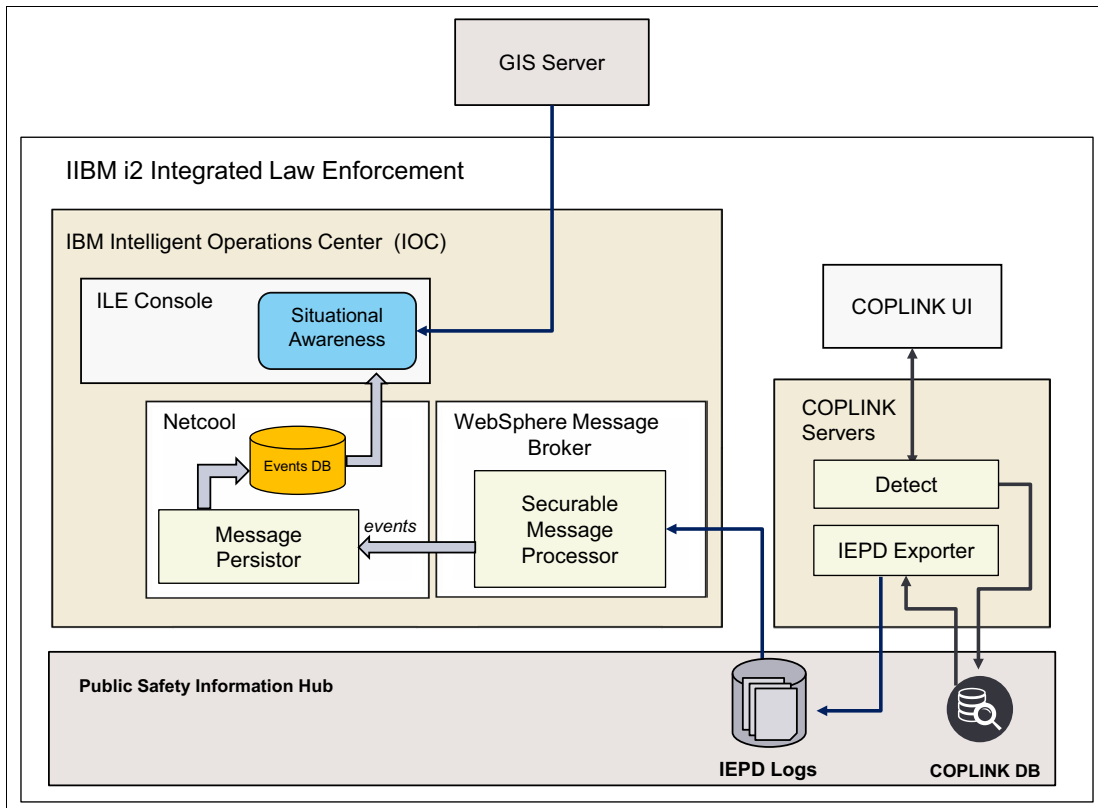 GIS Server
IIBM i2 Integrated Law Enforcement
IBM Intelligent Operations Center (IOC)
ILE Console
Situational
Awareness
COPLINK UI
Netcool
Events DB
Message
Persistor
events
WebSphere Message
Broker
Securable
Message
Processor
COPLINK
Servers
Detect
IEPD Exporter
Public Safety Information Hub
IEPD Logs
COPLINK DB